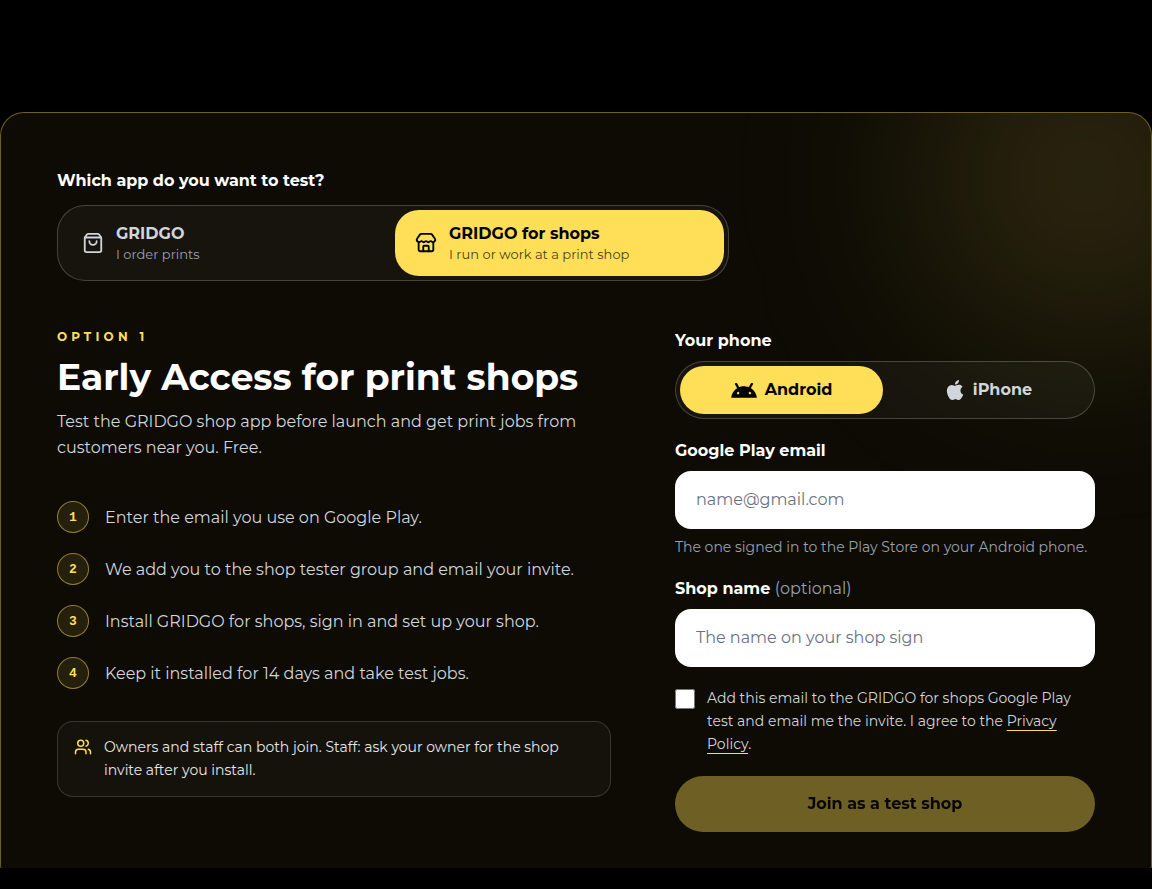 Which app do you want to test?
GRIDGO
I order prints
GRIDGO for shops
I run or work at a print shop
OPTION 1
Early Access for print shops
Test the GRIDGO shop app before launch and get print jobs from
customers near you. Free.
1 Enter the email you use on Google Play.
2 We add you to the shop tester group and email your invite.
3 Install GRIDGO for shops, sign in and set up your shop.
4 Keep it installed for 14 days and take test jobs.
Owners and staff can both join. Staff: ask your owner for the shop
invite after you install.
Your phone
Android
iPhone
Google Play email
name@gmail.com
The one signed in to the Play Store on your Android phone.
Shop name (optional)
The name on your shop sign
Add this email to the GRIDGO for shops Google Play
test and email me the invite. I agree to the Privacy
Policy.
Join as a test shop